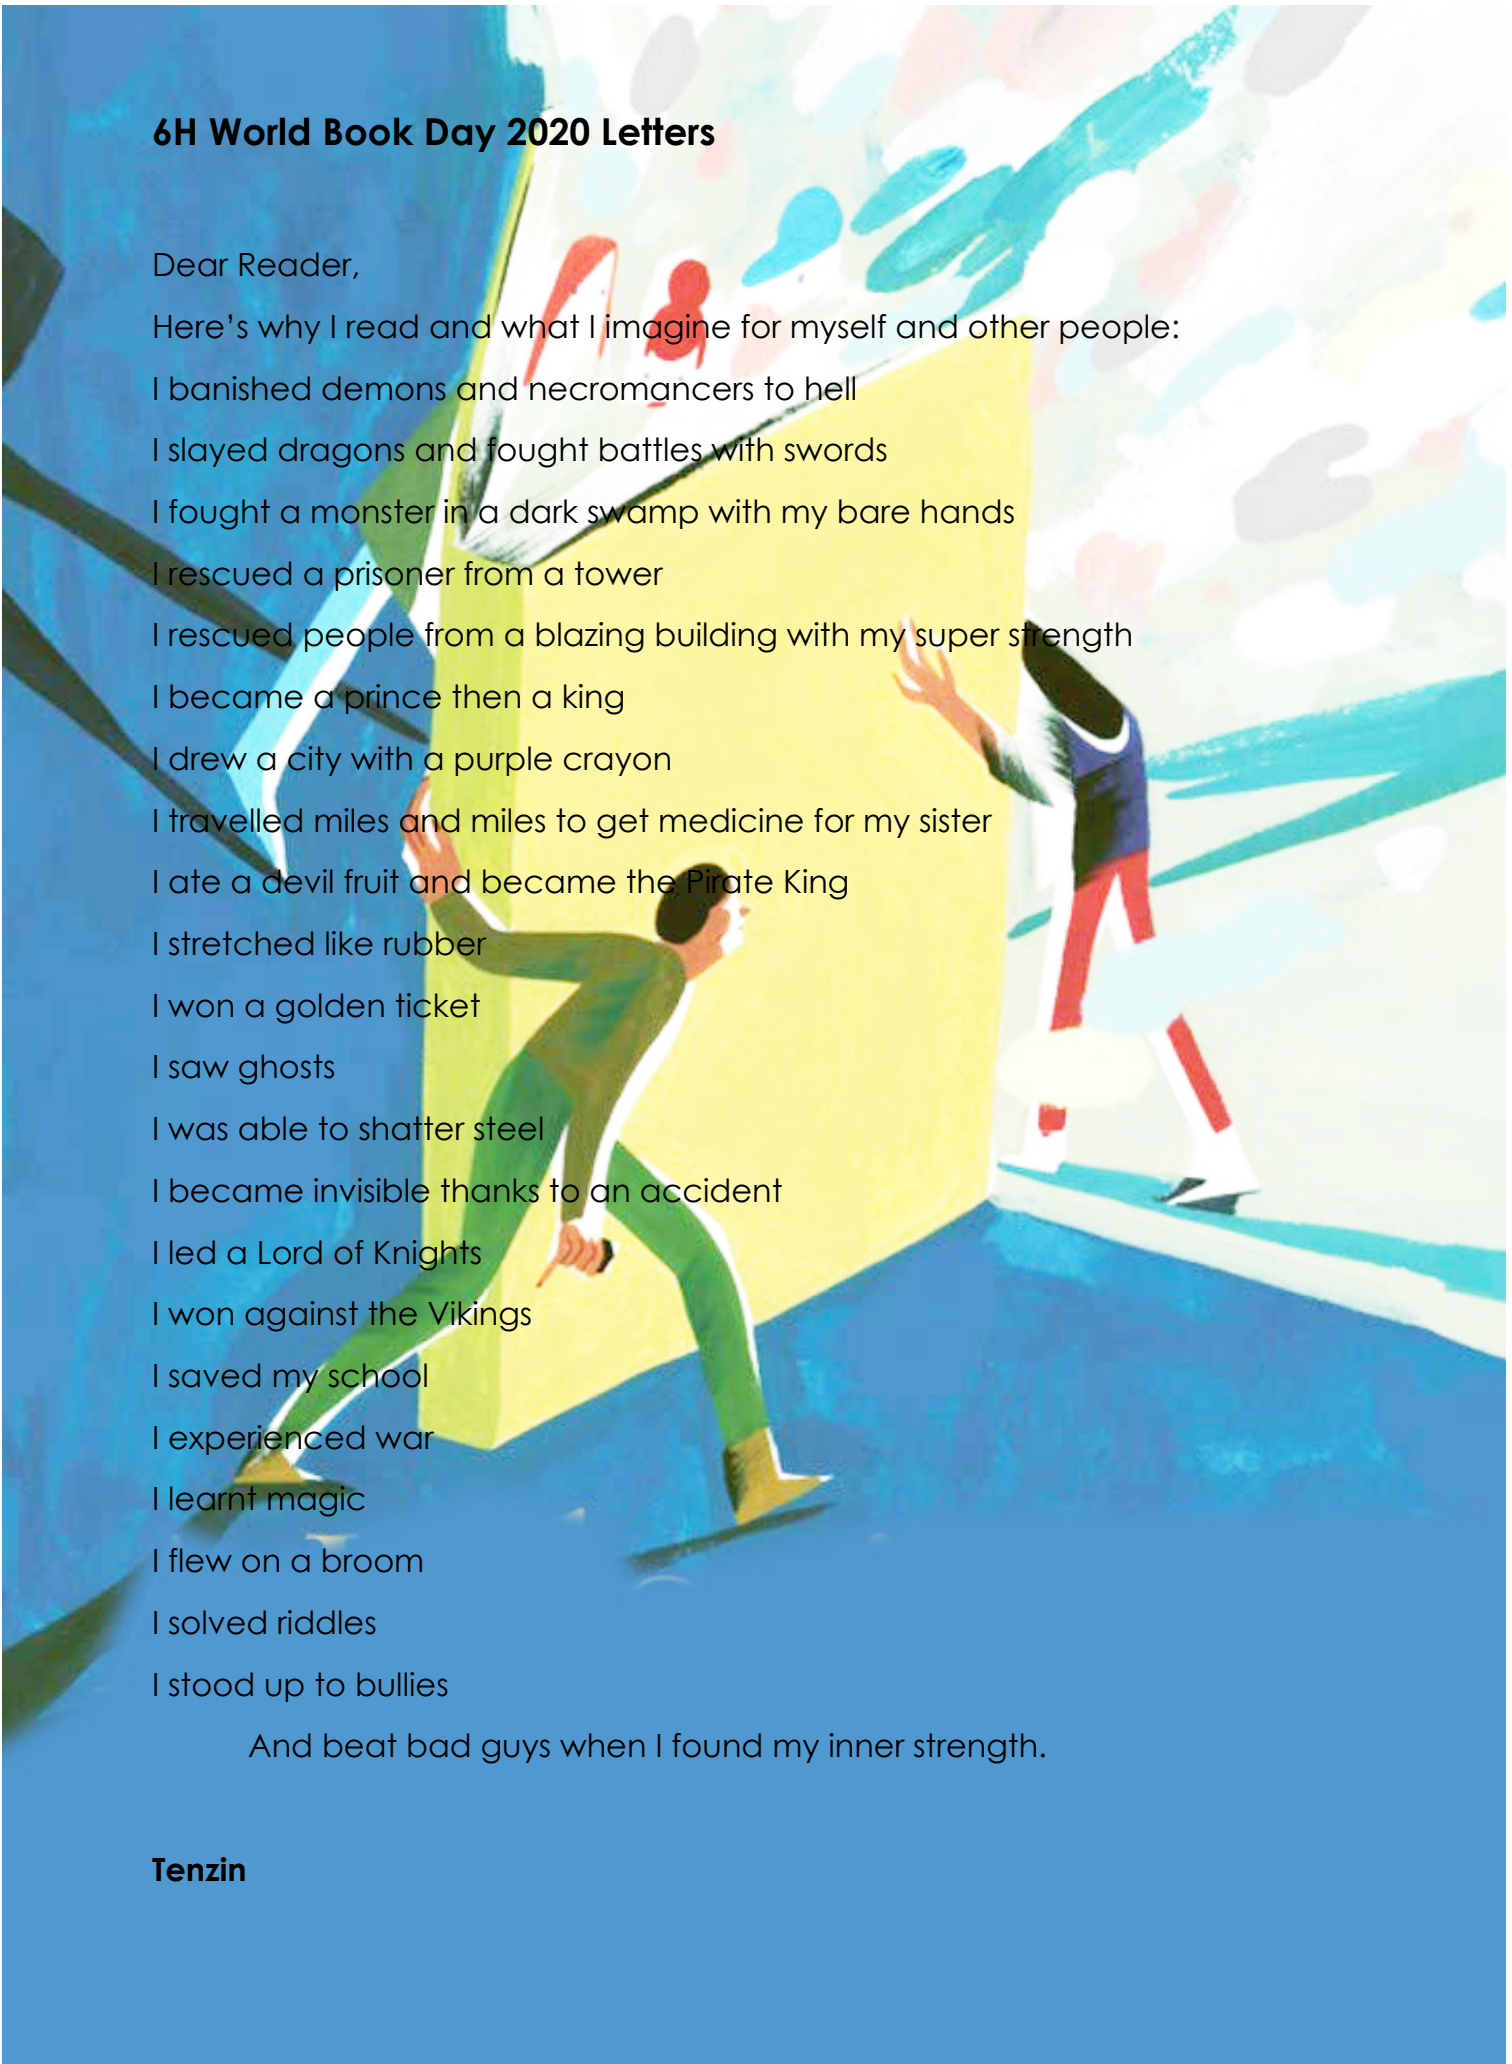 6H World Book Day 2020 Letters
Dear Reader,
Here’s why I read and what I imagine for myself and other people:
I banished demons and necromancers to hell
I slayed dragons and fought battles with swords
I fought a monster in a dark swamp with my bare hands
I rescued a prisoner from a tower
I rescued people from a blazing building with my super strength
I became a prince then a king
I drew a city with a purple crayon
I travelled miles and miles to get medicine for my sister
I ate a devil fruit and became the Pirate King
I stretched like rubber
I won a golden ticket
I saw ghosts
I was able to shatter steel
I became invisible thanks to an accident
I led a Lord of Knights
I won against the Vikings
I saved my school
I experienced war
I learnt magic
I flew on a broom
I solved riddles
I stood up to bullies
And beat bad guys when I found my inner strength.
Tenzin